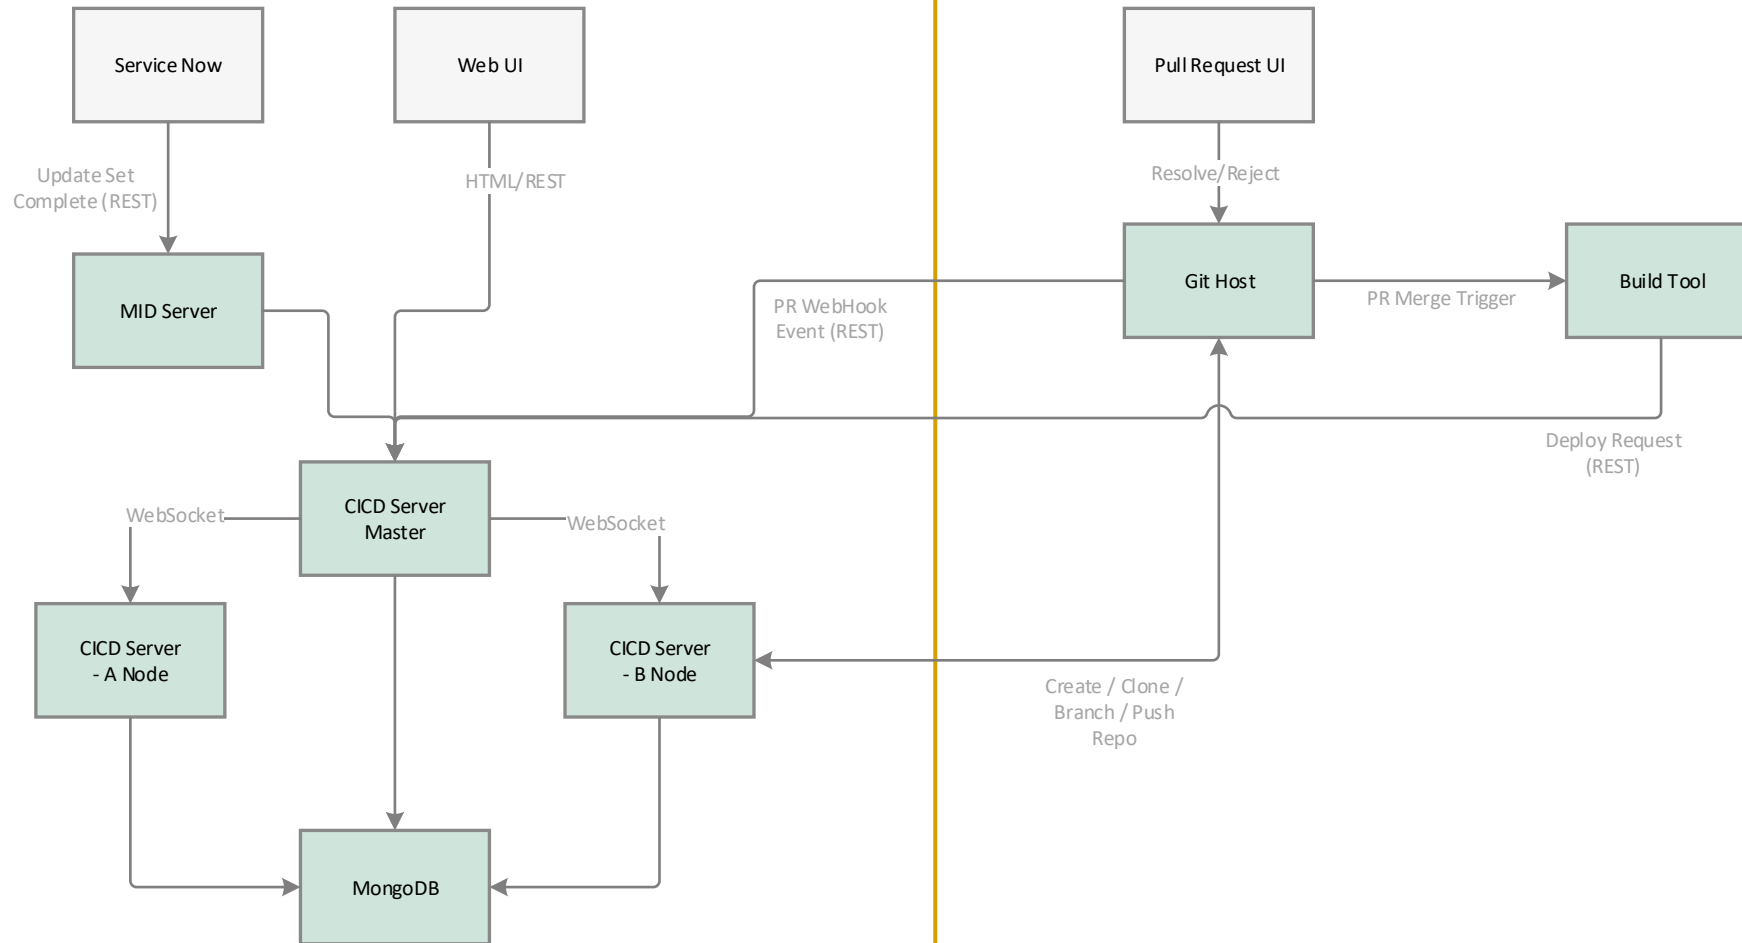 Service Now
Web UI
Pull Request UI
Update Set
Complete (REST)
HTML/REST
Resolve/Reject
MID Server
Git Host
Build Tool
PR WebHook
Event (REST)
PR Merge Trigger
Deploy Request
(REST)
CICD Server
Master
WebSocket
WebSocket
CICD Server
- A Node
CICD Server
- B Node
Create / Clone /
Branch / Push
Repo
MongoDB